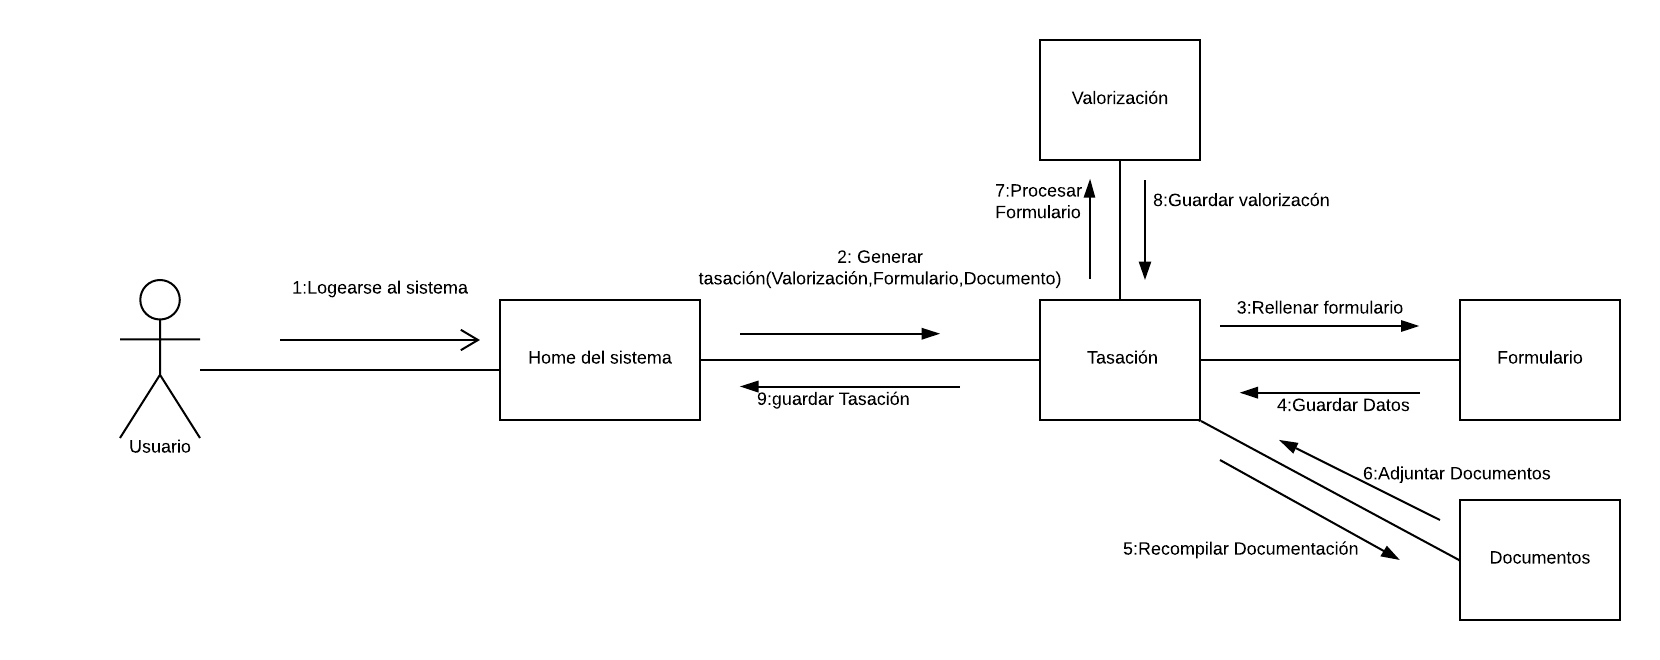 Valorización
7:Procesar
Formulario
8:Guardar valorizacón
2: Generar
tasación(Valorización,Formulario,Documento)
1:Logearse al sistema
3:Rellenar formulario
Home del sistema
Tasación
Formulario
9:guardar Tasación
4:Guardar Datos
Usuario
6:Adjuntar Documentos
5:Recompilar Documentación
Documentos